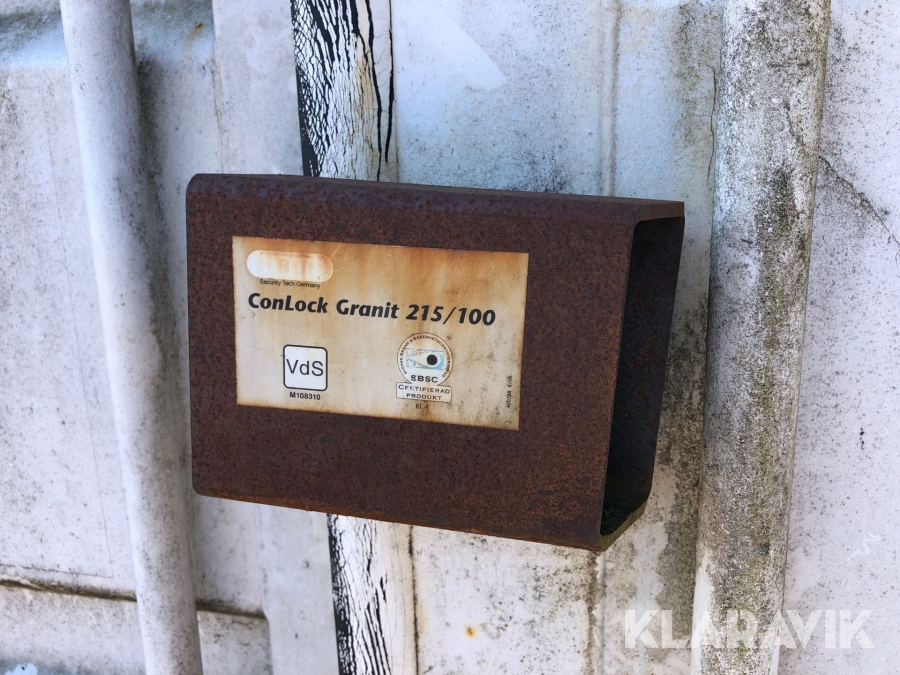 Security Tech Germany
ConLock Granit 215/100
VdS
M108310
SBSC
CERTIFIERAD
PRODUKT
KL 4
KLARAVIK